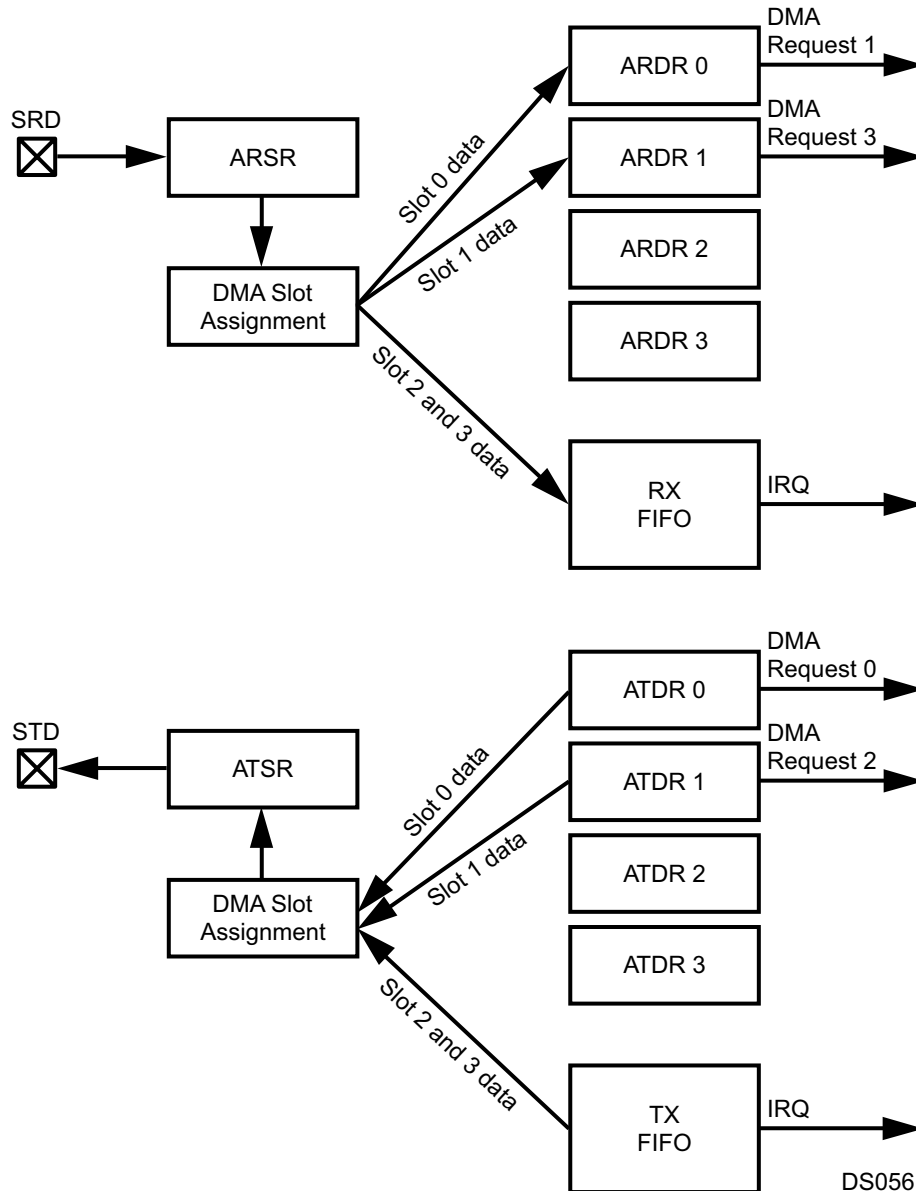 DMA
Request 1
ARDR 0
SRD
DMA
Request 3
ARSR
ARDR 1
Slot 0 data
Slot 1 data
ARDR 2
DMA Slot
Assignment
ARDR 3
Slot 2 and 3 data
RX
FIFO
IRQ
DMA
Request 0
ATDR 0
STD
DMA
Request 2
ATSR
ATDR 1
Slot 0 data
Slot 1 data
ATDR 2
DMA Slot
Assignment
ATDR 3
Slot 2 and 3 data
TX
FIFO
IRQ
DS056